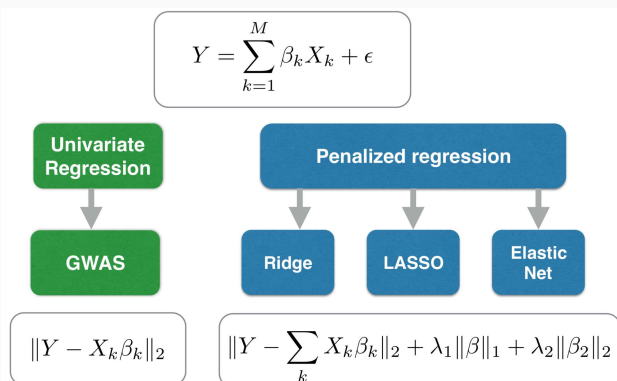 Y = \sum_{k=1}^{M} \beta_k X_k + \epsilon
Univariate
Regression
Penalized regression
GWAS
Ridge
LASSO
Elastic
Net
\|Y - X_k \beta_k\|_2
\|Y - \sum_{k} X_k \beta_k\|_2 + \lambda_1 \|\beta\|_1 + \lambda_2 \|\beta_2\|_2